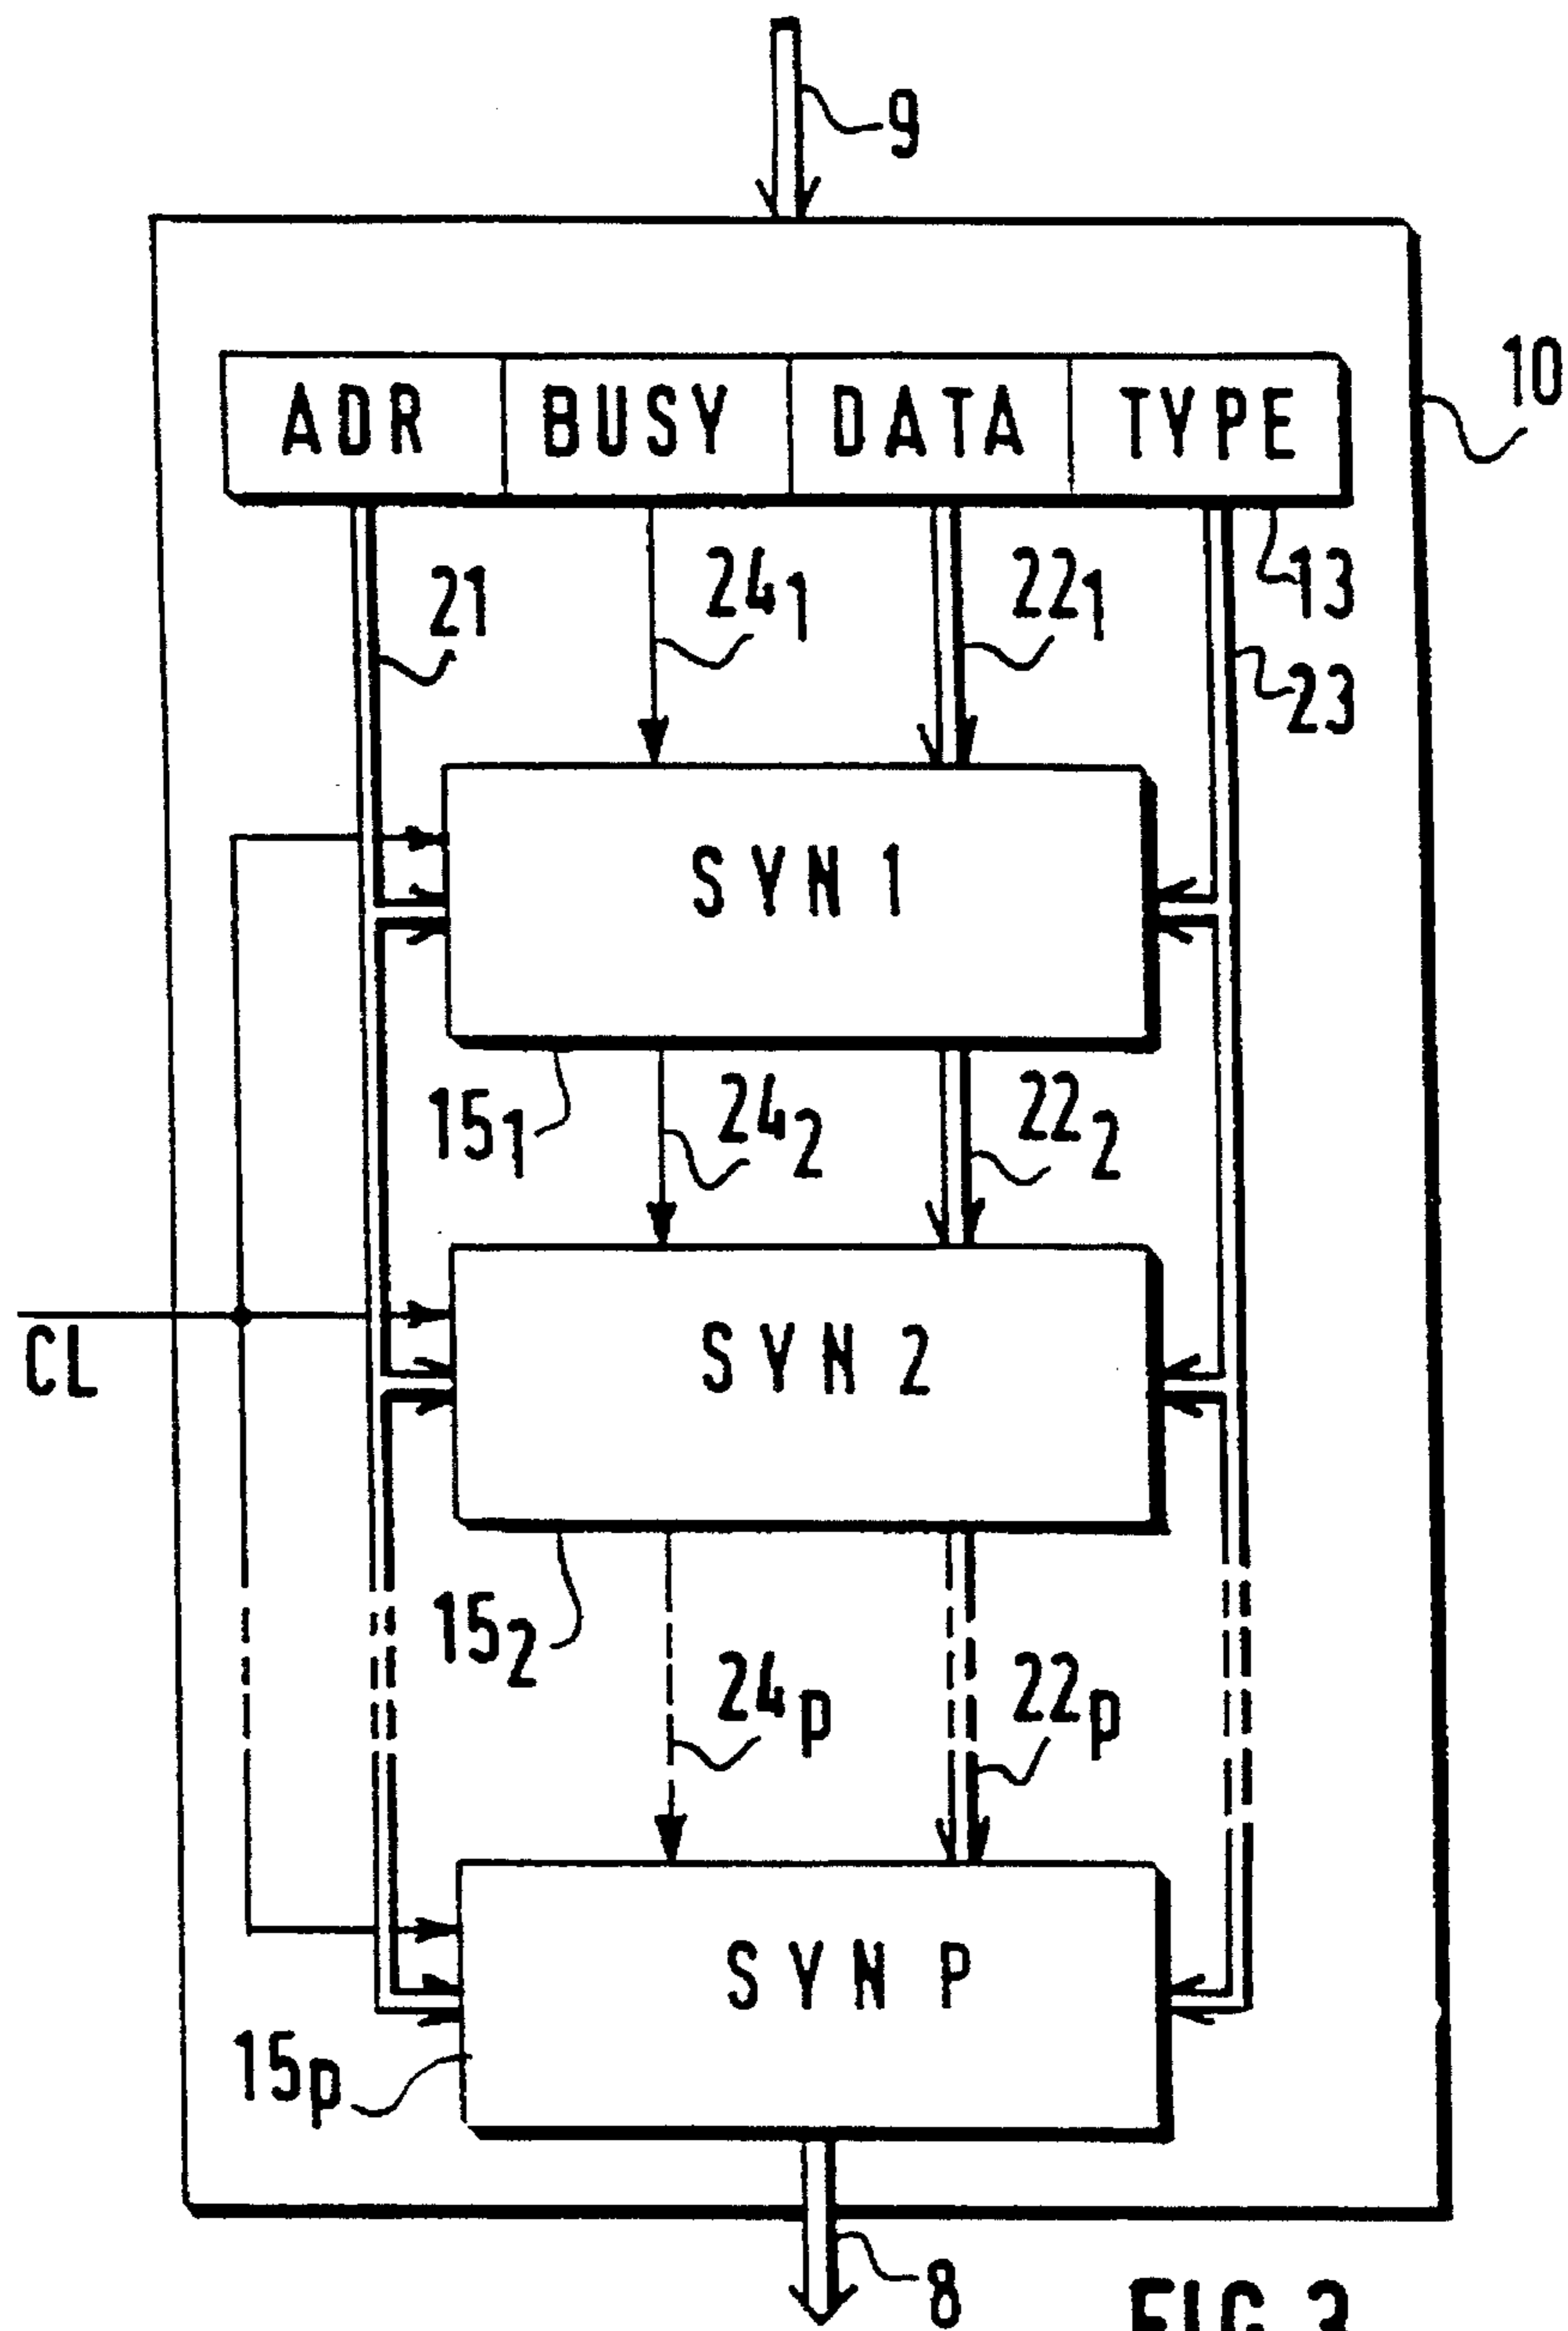 9
10
ADR BUSY DATA TYPE
21
24₁
22₁
13
23
SYN 1
15₁
24₂
22₂
CL
SYN 2
15₂
24p
22p
SYN P
15p
8
FIG.3